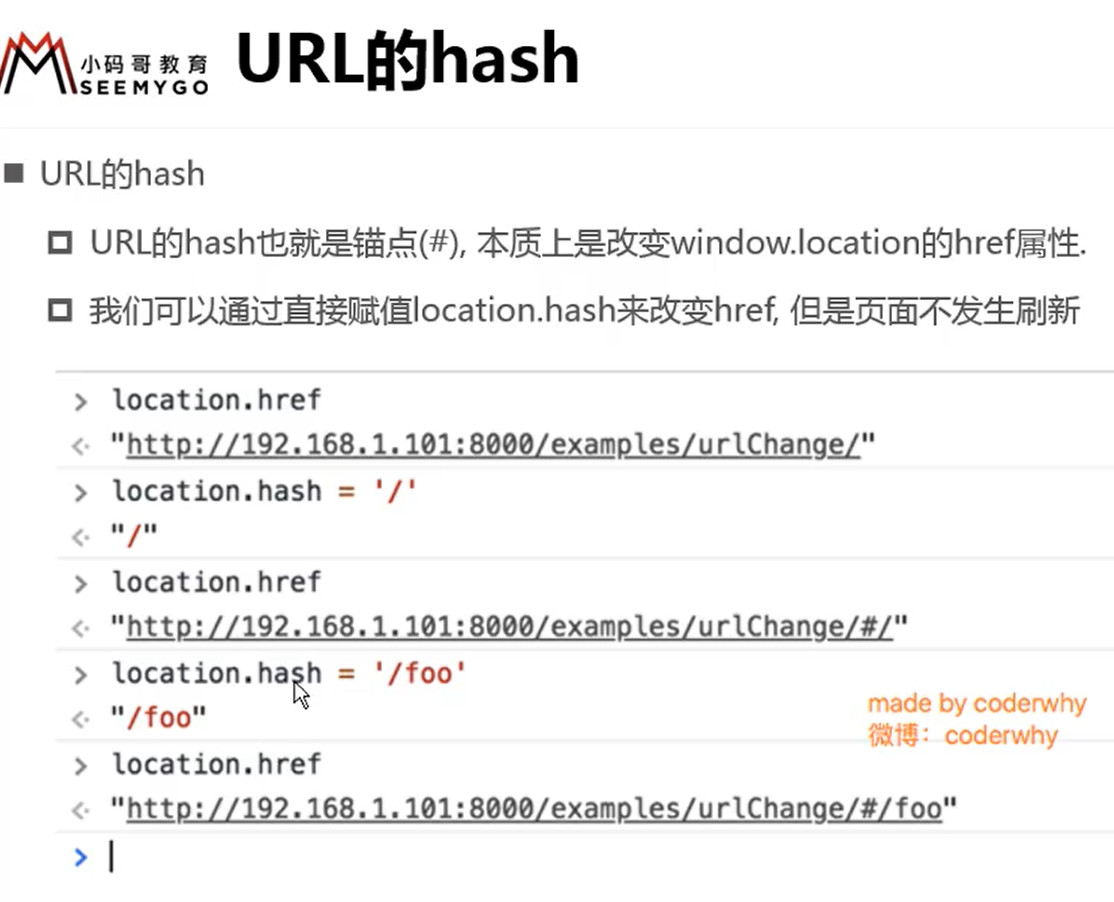 小码哥教育
SEEMYGO
URL的hash
URL的hash
URL的hash也就是锚点(#), 本质上是改变window.location的href属性.
我们可以通过直接赋值location.hash来改变href, 但是页面不发生刷新
> location.href
<· "http://192.168.1.101:8000/examples/urlChange/"
> location.hash = '/'
<· "/"
> location.href
<· "http://192.168.1.101:8000/examples/urlChange/#/"
> location.hash = '/foo'
<· "/foo"
> location.href
<· "http://192.168.1.101:8000/examples/urlChange/#/foo"
>
made by coderwhy
微博：coderwhy